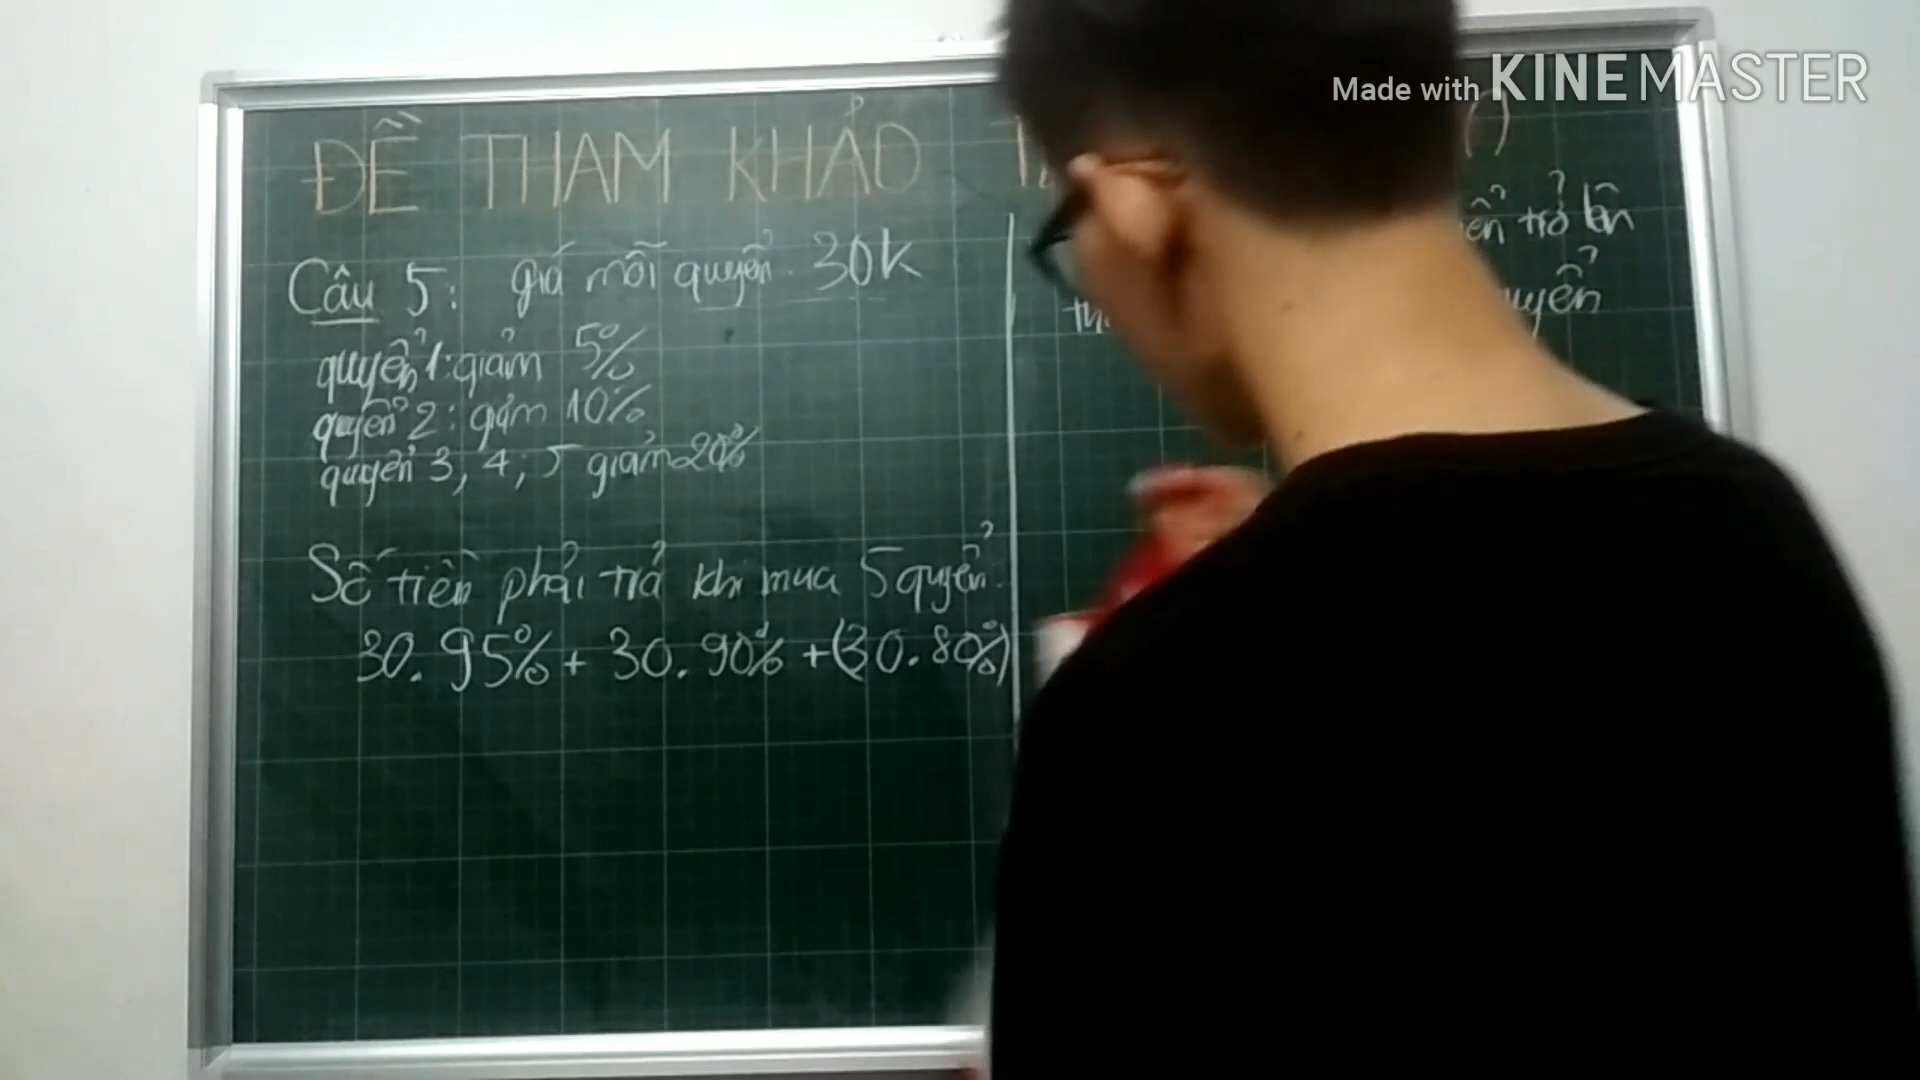 Made with KINEMASTER
ĐỀ THAM KHẢO
Câu 5: giá mỗi quyển 30K
quyển 1: giảm 5%
quyển 2: giảm 10%
quyển 3, 4, 5 giảm 20%
Số tiền phải trả khi mua 5 quyển.
30.95% + 30.90% + (30.80%)
trở lên